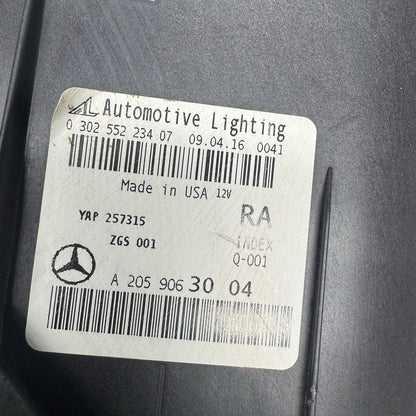 AL Automotive Lighting
0 302 552 234 07 09.04.16 0041
Made in USA 12V
YAP 257315 RA
ZGS 001 INDEX
Q-001
A 205 906 30 04